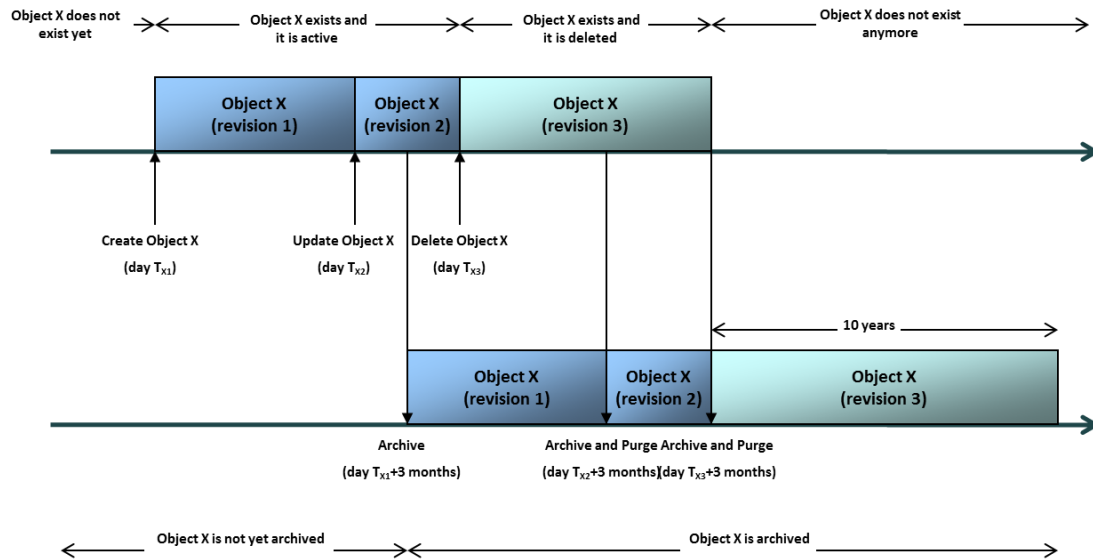 Object X does not
exist yet
Object X exists and
it is active
Object X exists and
it is deleted
Object X does not exist
anymore
Object X
(revision 1)
Object X
(revision 2)
Object X
(revision 3)
Create Object X
(day TX1)
Update Object X
(day TX2)
Delete Object X
(day TX3)
10 years
Object X
(revision 1)
Object X
(revision 2)
Object X
(revision 3)
Archive
(day TX1+3 months)
Archive and Purge
(day TX2+3 months)
Archive and Purge
(day TX3+3 months)
Object X is not yet archived
Object X is archived